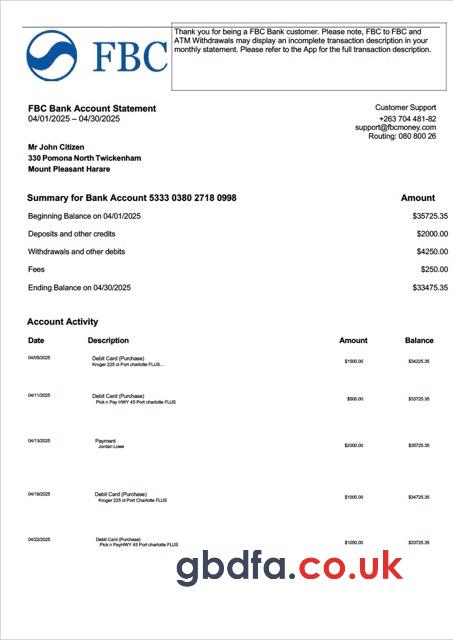 FBC
Thank you for being a FBC Bank customer. Please note, FBC to FBC and
ATM Withdrawals may display an incomplete transaction description in your
monthly statement. Please refer to the App for the full transaction description.
FBC Bank Account Statement
04/01/2025 – 04/30/2025
Customer Support
+263 704 481-82
support@fbcmoney.com
Routing: 080 800 26
Mr John Citizen
330 Pomona North Twickenham
Mount Pleasant Harare
Summary for Bank Account 5333 0380 2718 0998 Amount
Beginning Balance on 04/01/2025 $35725.35
Deposits and other credits $2000.00
Withdrawals and other debits $4250.00
Fees $250.00
Ending Balance on 04/30/2025 $33475.35
Account Activity
Date Description Amount Balance
04/05/2025 Debit Card (Purchase) $1500.00 $34225.35
Kroger 225 ct Port charlotte FLUS...
04/11/2025 Debit Card (Purchase) $500.00 $33725.35
Pick n Pay HWY 45 Port charlotte FLUS
04/13/2025 Payment $2000.00 $35725.35
Jordan Lowe
04/19/2025 Debit Card (Purchase) $1000.00 $34725.35
Kroger 225 ct Port Charlotte FLUS
04/22/2025 Debit Card (Purchase) $1050.00 $33725.35
Pick n PayHWY 45 Port charlotte FLUS
gbdfa.co.uk